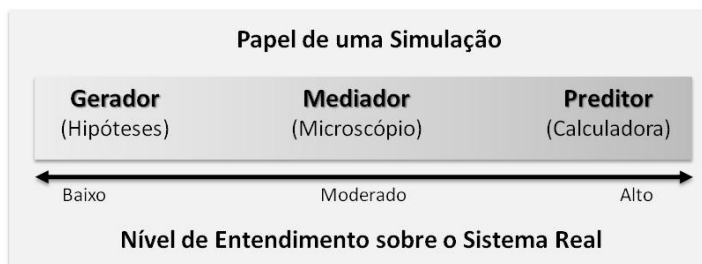 Papel de uma Simulação
Gerador Mediador Preditor
(Hipóteses) (Microscópio) (Calculadora)
Baixo Moderado Alto
Nível de Entendimento sobre o Sistema Real